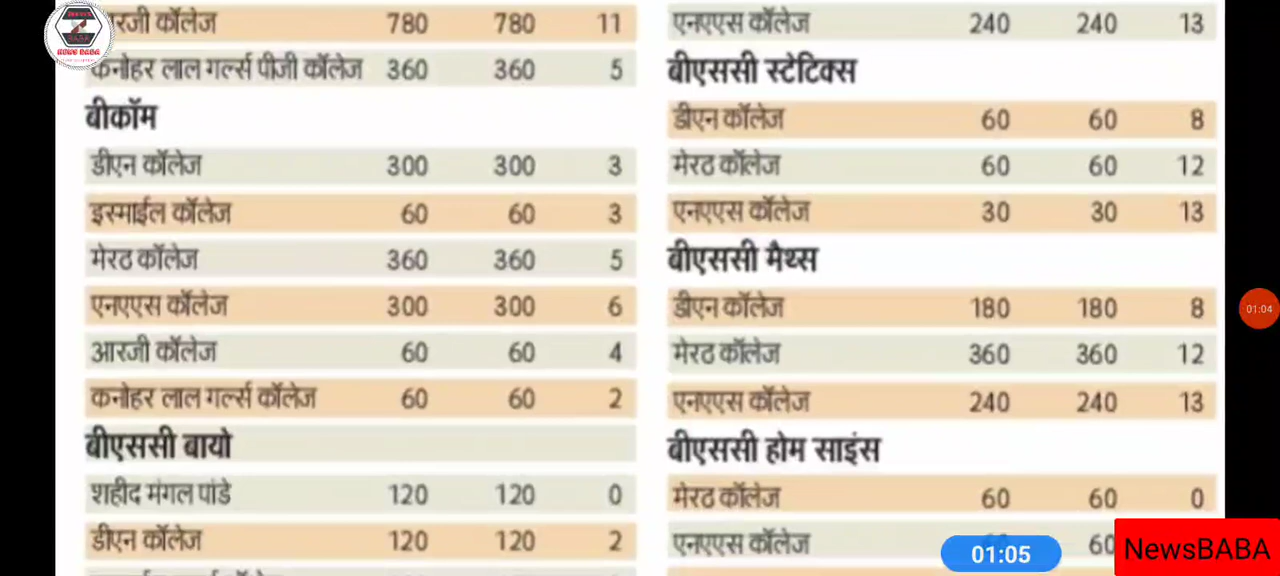 रजी कॉलेज 780 780 11
कनोहर लाल गर्ल्स पीजी कॉलेज 360 360 5
बीकॉम
डीएन कॉलेज 300 300 3
इस्माईल कॉलेज 60 60 3
मेरठ कॉलेज 360 360 5
एनएएस कॉलेज 300 300 6
आरजी कॉलेज 60 60 4
कनोहर लाल गर्ल्स कॉलेज 60 60 2
बीएससी बायो
शहीद मंगल पांडे 120 120 0
डीएन कॉलेज 120 120 2
एनएएस कॉलेज 240 240 13
बीएससी स्टेटिक्स
डीएन कॉलेज 60 60 8
मेरठ कॉलेज 60 60 12
एनएएस कॉलेज 30 30 13
बीएससी मैथ्स
डीएन कॉलेज 180 180 8
मेरठ कॉलेज 360 360 12
एनएएस कॉलेज 240 240 13
बीएससी होम साइंस
मेरठ कॉलेज 60 60 0
एनएएस कॉलेज 60
NEWS BABA
01:04
01:05
NewsBABA